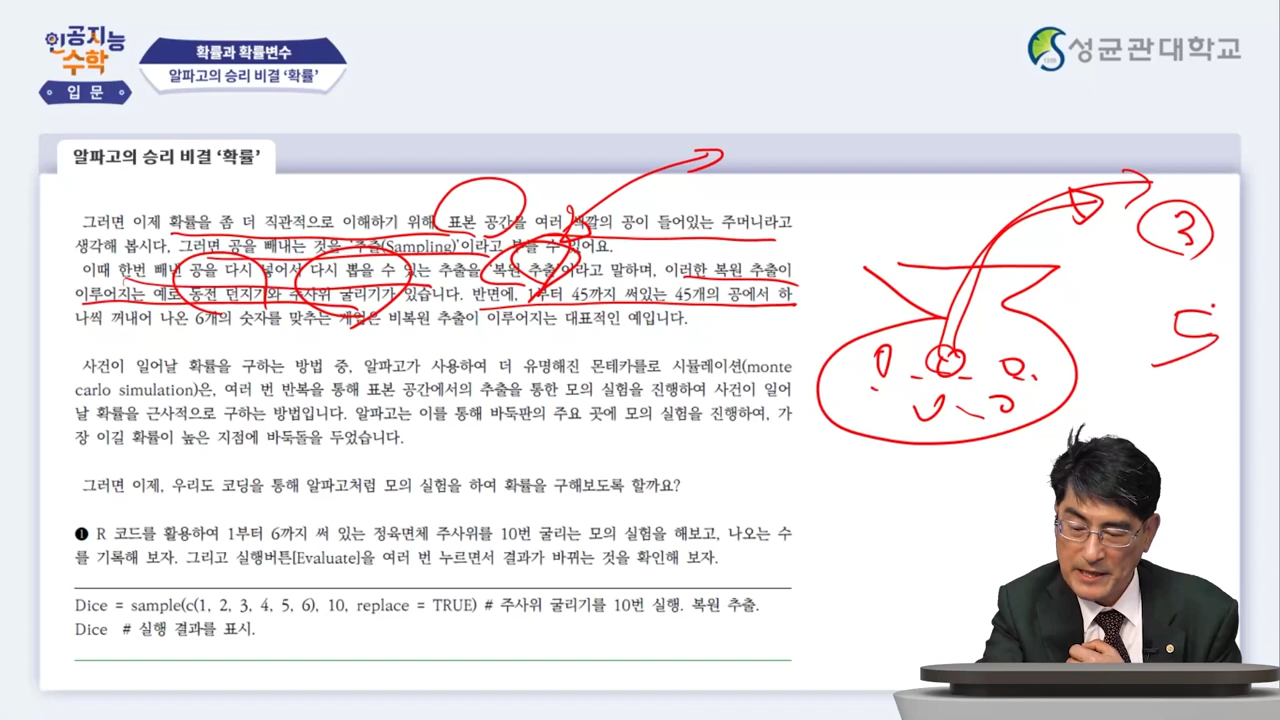 인공지능
수학
입문
확률과 확률변수
알파고의 승리 비결 ‘확률’
성균관대학교
알파고의 승리 비결 ‘확률’
그러면 이제 확률을 좀 더 직관적으로 이해하기 위해 표본 공간을 여러 색깔의 공이 들어있는 주머니라고
생각해 봅시다. 그러면 공을 빼내는 것을 ‘추출(Sampling)’이라고 부를 수 있어요.
이때 한번 빼낸 공을 다시 넣어서 다시 뽑을 수 있는 추출을 ‘복원 추출’이라고 말하며, 이러한 복원 추출이
이루어지는 예로 동전 던지기와 주사위 굴리기가 있습니다. 반면에, 1부터 45까지 써있는 45개의 공에서 하
나씩 꺼내어 나온 6개의 숫자를 맞추는 게임은 비복원 추출이 이루어지는 대표적인 예입니다.
사건이 일어날 확률을 구하는 방법 중, 알파고가 사용하여 더 유명해진 몬테카를로 시뮬레이션(monte
carlo simulation)은, 여러 번 반복을 통해 표본 공간에서의 추출을 통한 모의 실험을 진행하여 사건이 일어
날 확률을 근사적으로 구하는 방법입니다. 알파고는 이를 통해 바둑판의 주요 곳에 모의 실험을 진행하여, 가
장 이길 확률이 높은 지점에 바둑돌을 두었습니다.
그러면 이제, 우리도 코딩을 통해 알파고처럼 모의 실험을 하여 확률을 구해보도록 할까요?
❶ R 코드를 활용하여 1부터 6까지 써 있는 정육면체 주사위를 10번 굴리는 모의 실험을 해보고, 나오는 수
를 기록해 보자. 그리고 실행버튼[Evaluate]을 여러 번 누르면서 결과가 바뀌는 것을 확인해 보자.
Dice = sample(c(1, 2, 3, 4, 5, 6), 10, replace = TRUE) # 주사위 굴리기를 10번 실행. 복원 추출.
Dice # 실행 결과를 표시.
3
5